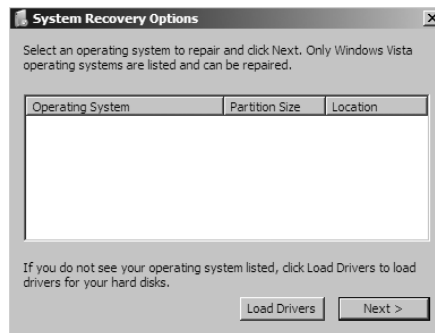 System Recovery Options
Select an operating system to repair and click Next. Only Windows Vista
operating systems are listed and can be repaired.
Operating System Partition Size Location
If you do not see your operating system listed, click Load Drivers to load
drivers for your hard disks.
Load Drivers Next >